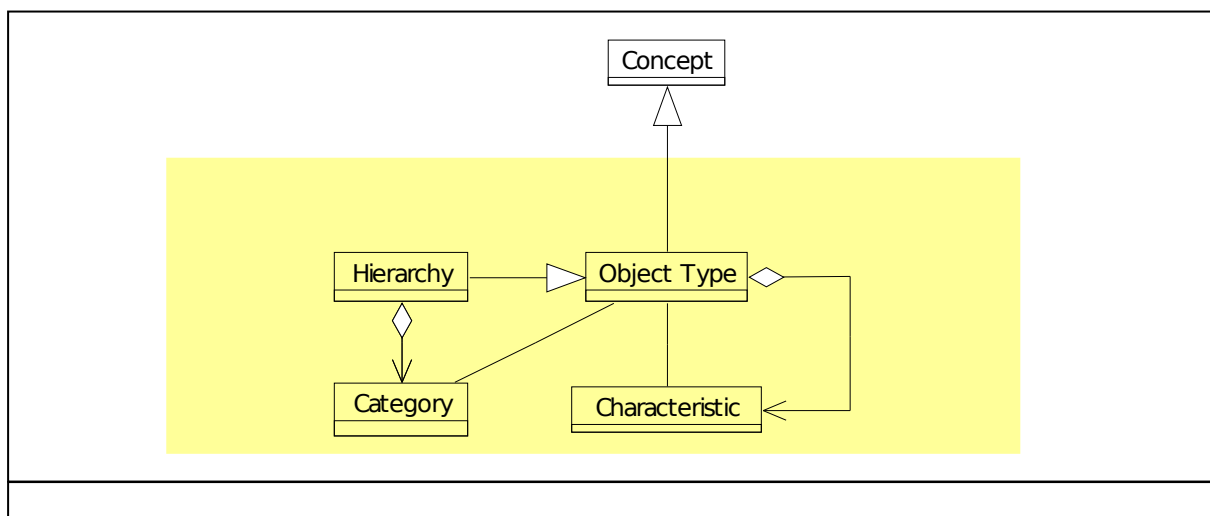 Concept
Hierarchy
Object Type
Category
Characteristic